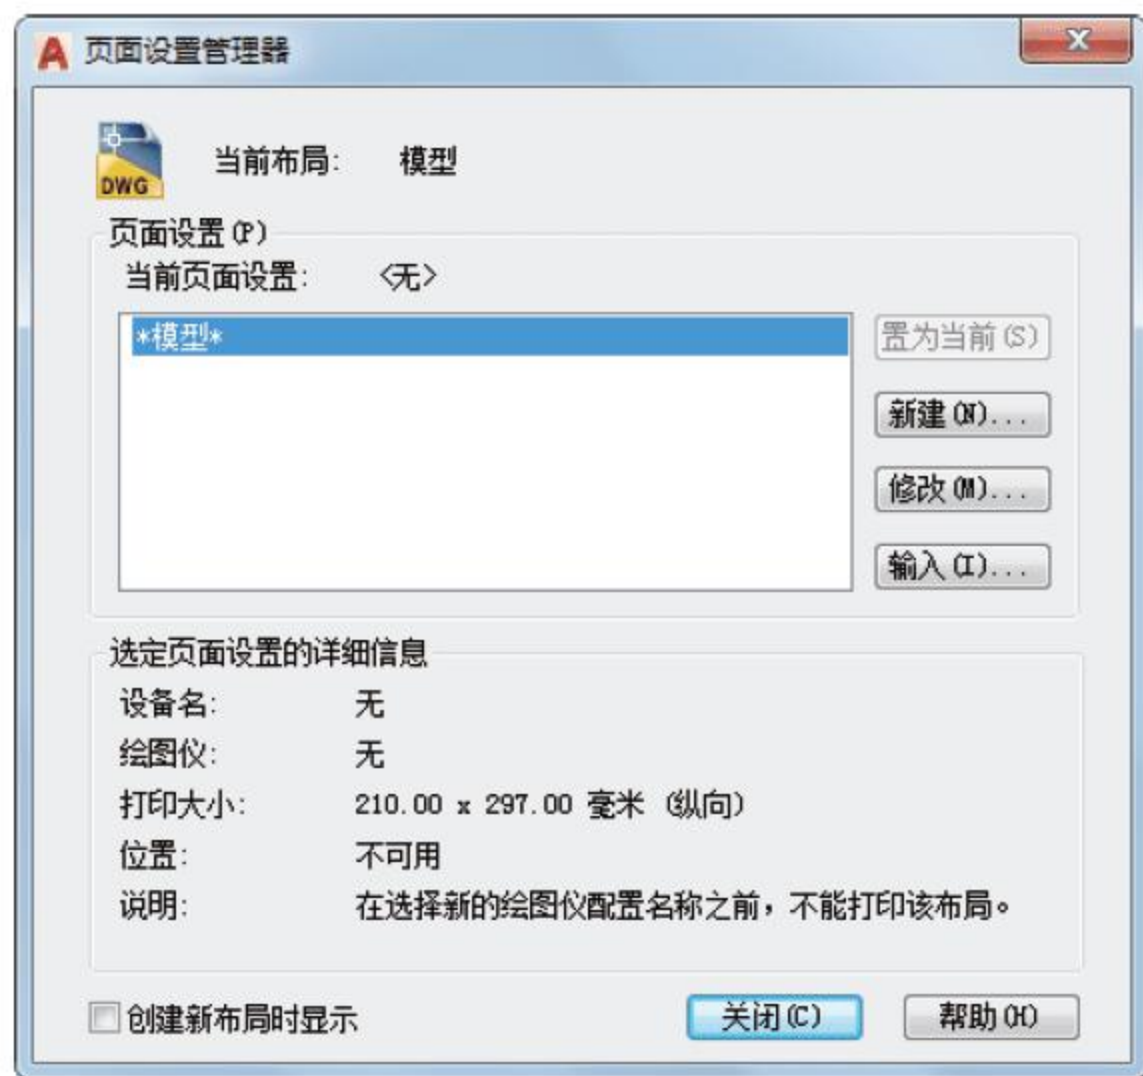 页面设置管理器
DWG
当前布局: 模型
页面设置(P)
当前页面设置: <无>
*模型*
置为当前(S)
新建(N)...
修改(M)...
输入(I)...
选定页面设置的详细信息
设备名: 无
绘图仪: 无
打印大小: 210.00 x 297.00 毫米 (纵向)
位置: 不可用
说明: 在选择新的绘图仪配置名称之前，不能打印该布局。
创建新布局时显示
关闭(C)
帮助(H)